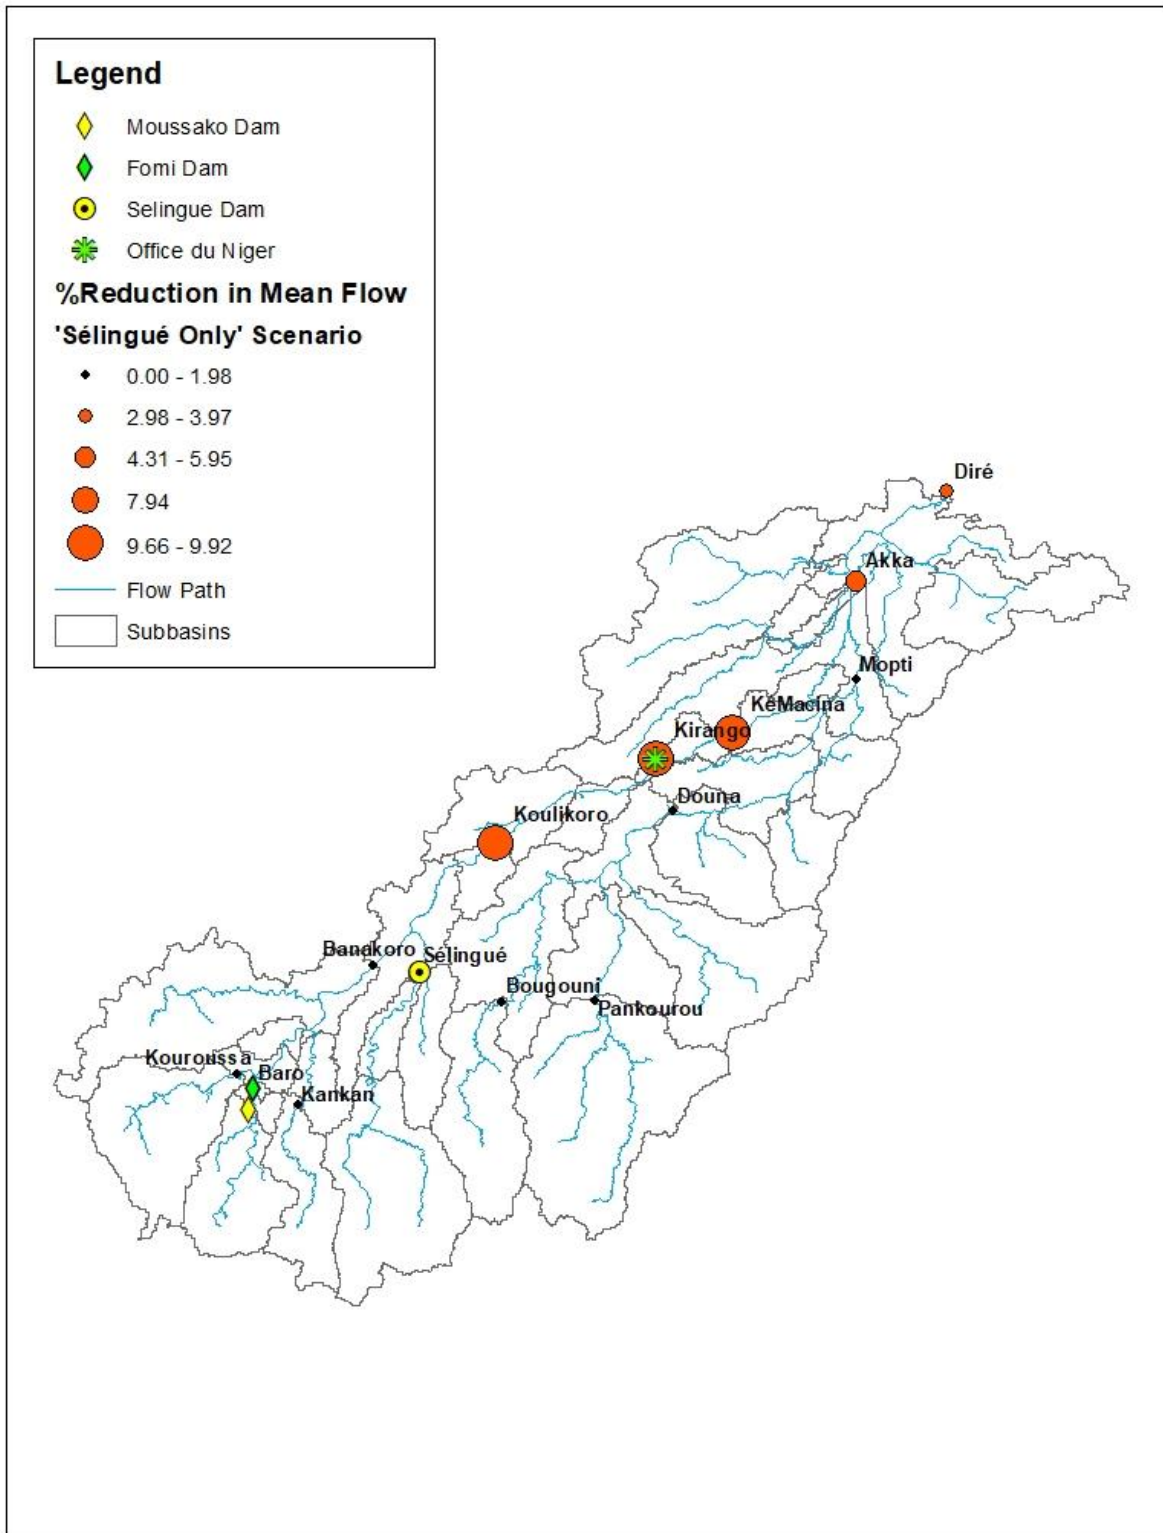 Legend
Moussako Dam
Fomi Dam
Selingue Dam
Office du Niger
%Reduction in Mean Flow
'Sélingué Only' Scenario
0.00 - 1.98
2.98 - 3.97
4.31 - 5.95
7.94
9.66 - 9.92
Flow Path
Subbasins
Diré
Akka
Mopti
KéMacina
Kirango
Douna
Koulikoro
Banakoro
Sélingué
Bougouni
Pankourou
Kouroussa
Baro
Kankan